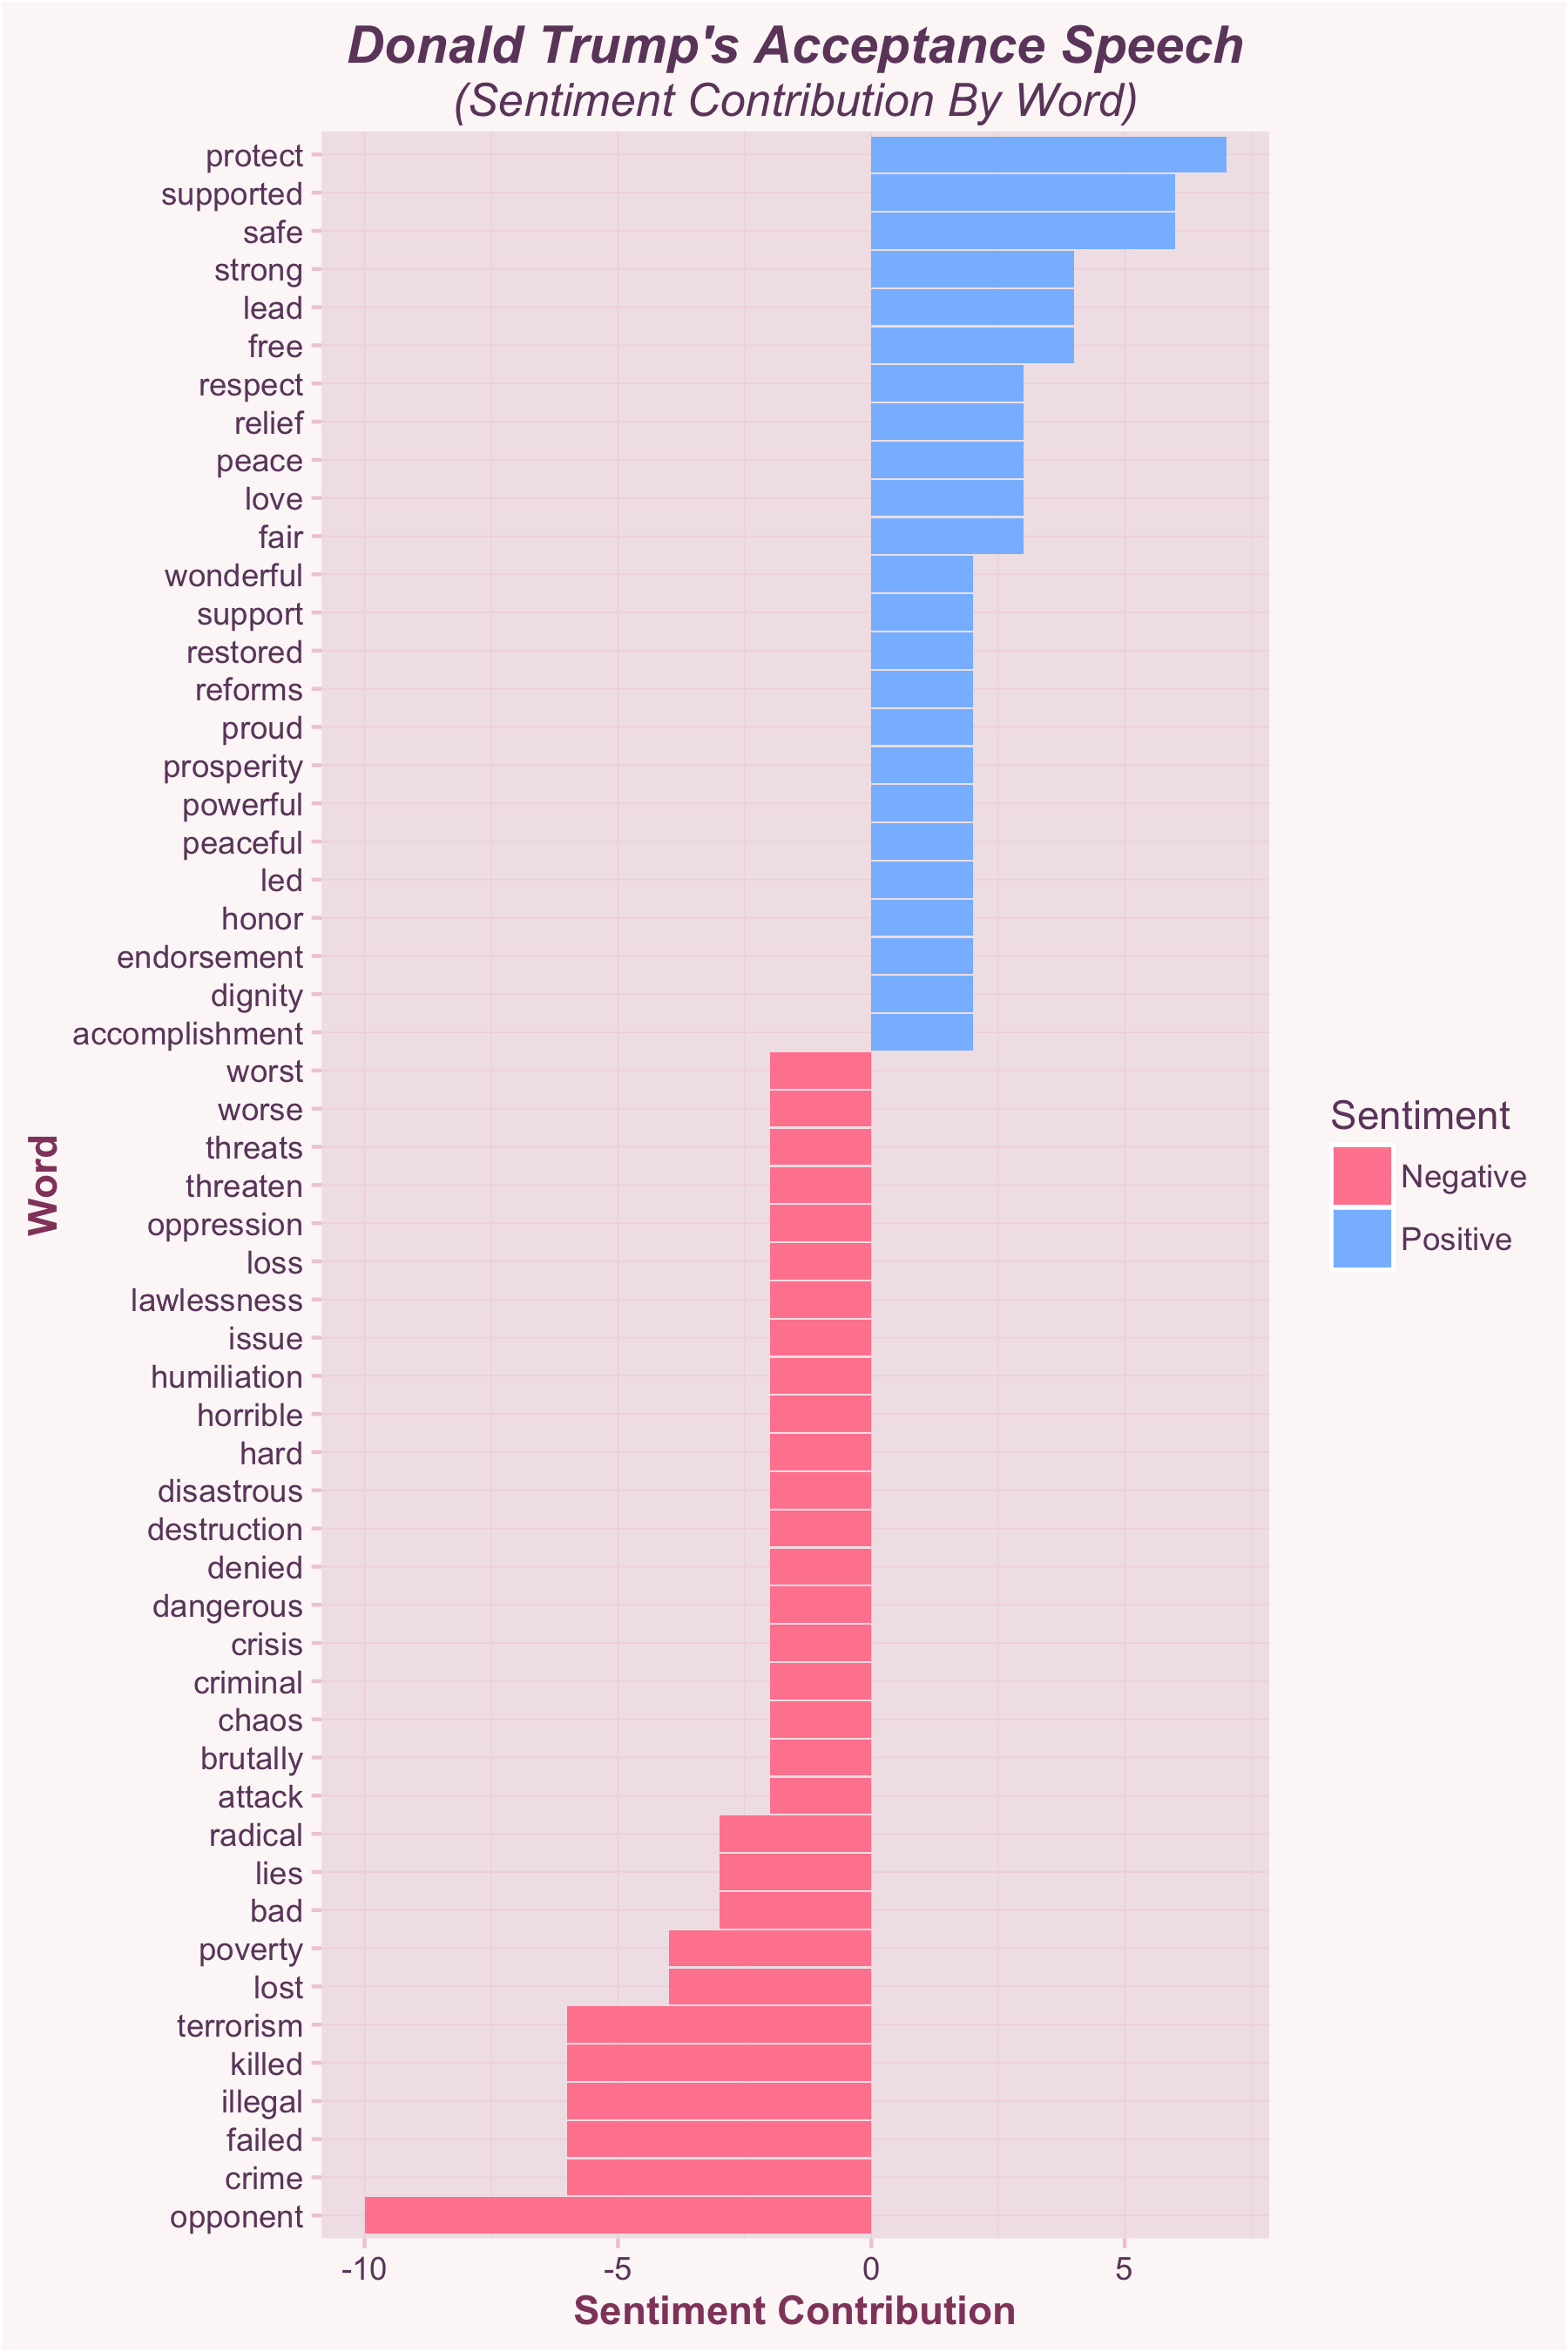 Donald Trump's Acceptance Speech
(Sentiment Contribution By Word)
protect
supported
safe
strong
lead
free
respect
relief
peace
love
fair
wonderful
support
restored
reforms
proud
prosperity
powerful
peaceful
led
honor
endorsement
dignity
accomplishment
worst
worse
threats
threaten
oppression
loss
lawlessness
issue
humiliation
horrible
hard
disastrous
destruction
denied
dangerous
crisis
criminal
chaos
brutally
attack
radical
lies
bad
poverty
lost
terrorism
killed
illegal
failed
crime
opponent
Word
-10 -5 0 5
Sentiment Contribution
Sentiment
Negative
Positive